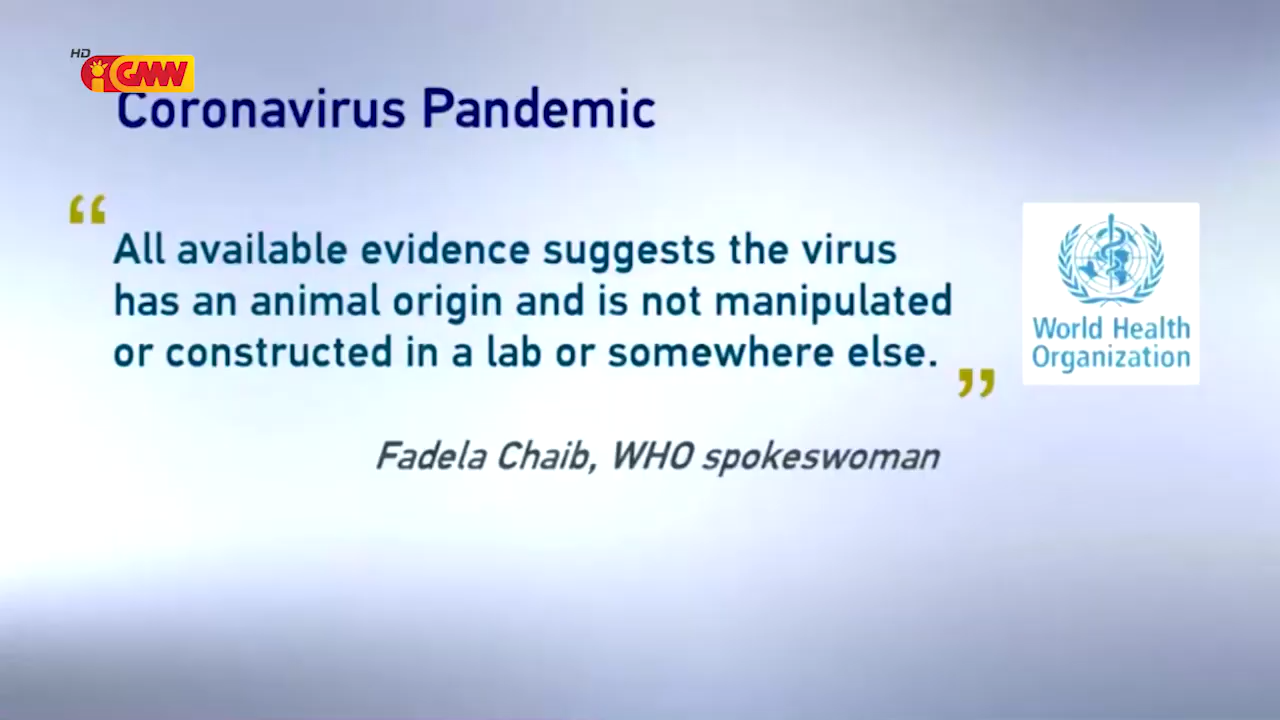 HD
GMW
Coronavirus Pandemic
“
All available evidence suggests the virus
has an animal origin and is not manipulated
or constructed in a lab or somewhere else.
”
Fadela Chaib, WHO spokeswoman
World Health
Organization